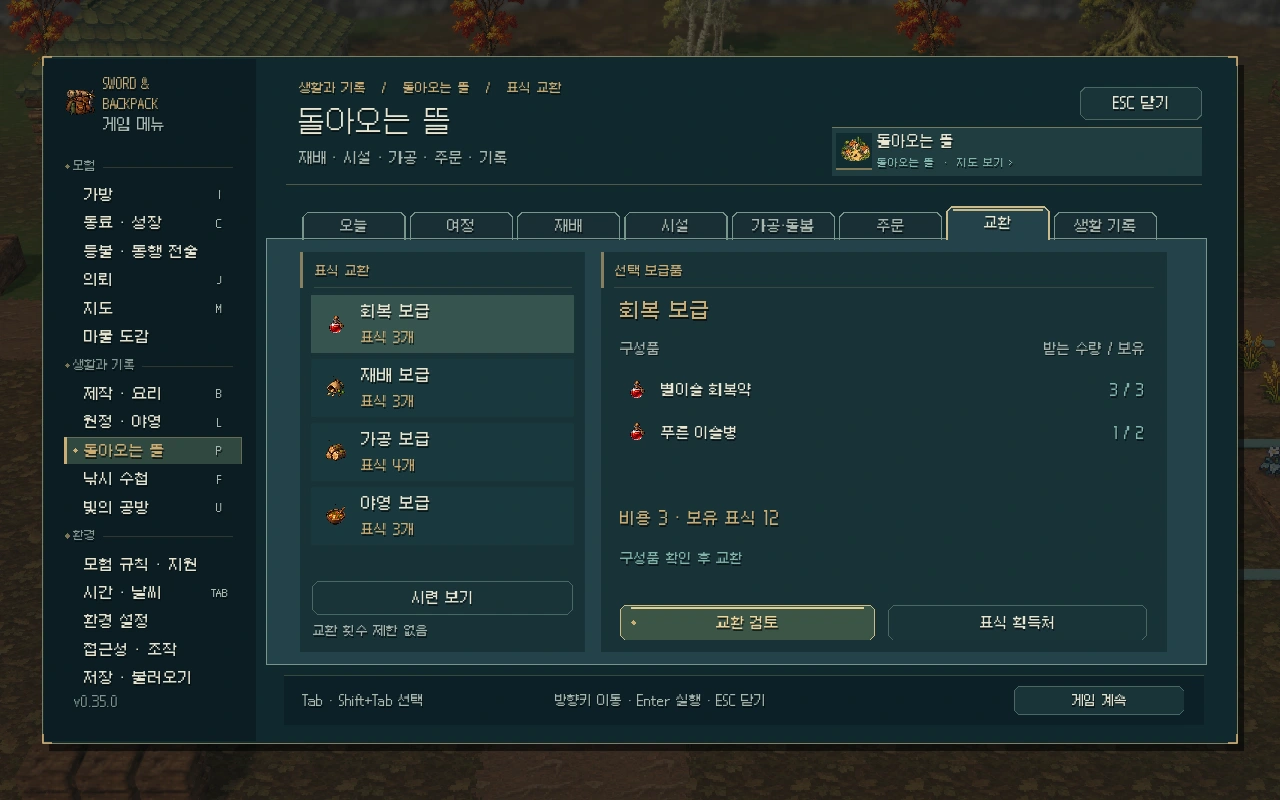 SWORD &
BACKPACK
게임 메뉴
모험
가방 I
동료 · 성장 C
등불 · 동행 전술
의뢰 J
지도 M
마물 도감
생활과 기록
제작 · 요리 B
원정 · 야영 L
돌아오는 뜰 P
낚시 수첩 F
빛의 공방 U
환경
모험 규칙 · 지원
시간 · 날씨 TAB
환경 설정
접근성 · 조작
저장 · 불러오기
v0.35.0
생활과 기록 / 돌아오는 뜰 / 표식 교환
돌아오는 뜰
재배 · 시설 · 가공 · 주문 · 기록
ESC 닫기
돌아오는 뜰
돌아오는 뜰 · 지도 보기 ›
오늘 여정 재배 시설 가공·돌봄 주문 교환 생활 기록
표식 교환
회복 보급
표식 3개
재배 보급
표식 3개
가공 보급
표식 4개
야영 보급
표식 3개
시련 보기
교환 횟수 제한 없음
선택 보급품
회복 보급
구성품 받는 수량 / 보유
별이슬 회복약 3 / 3
푸른 이슬병 1 / 2
비용 3 · 보유 표식 12
구성품 확인 후 교환
교환 검토 표식 획득처
Tab · Shift+Tab 선택 방향키 이동 · Enter 실행 · ESC 닫기 게임 계속